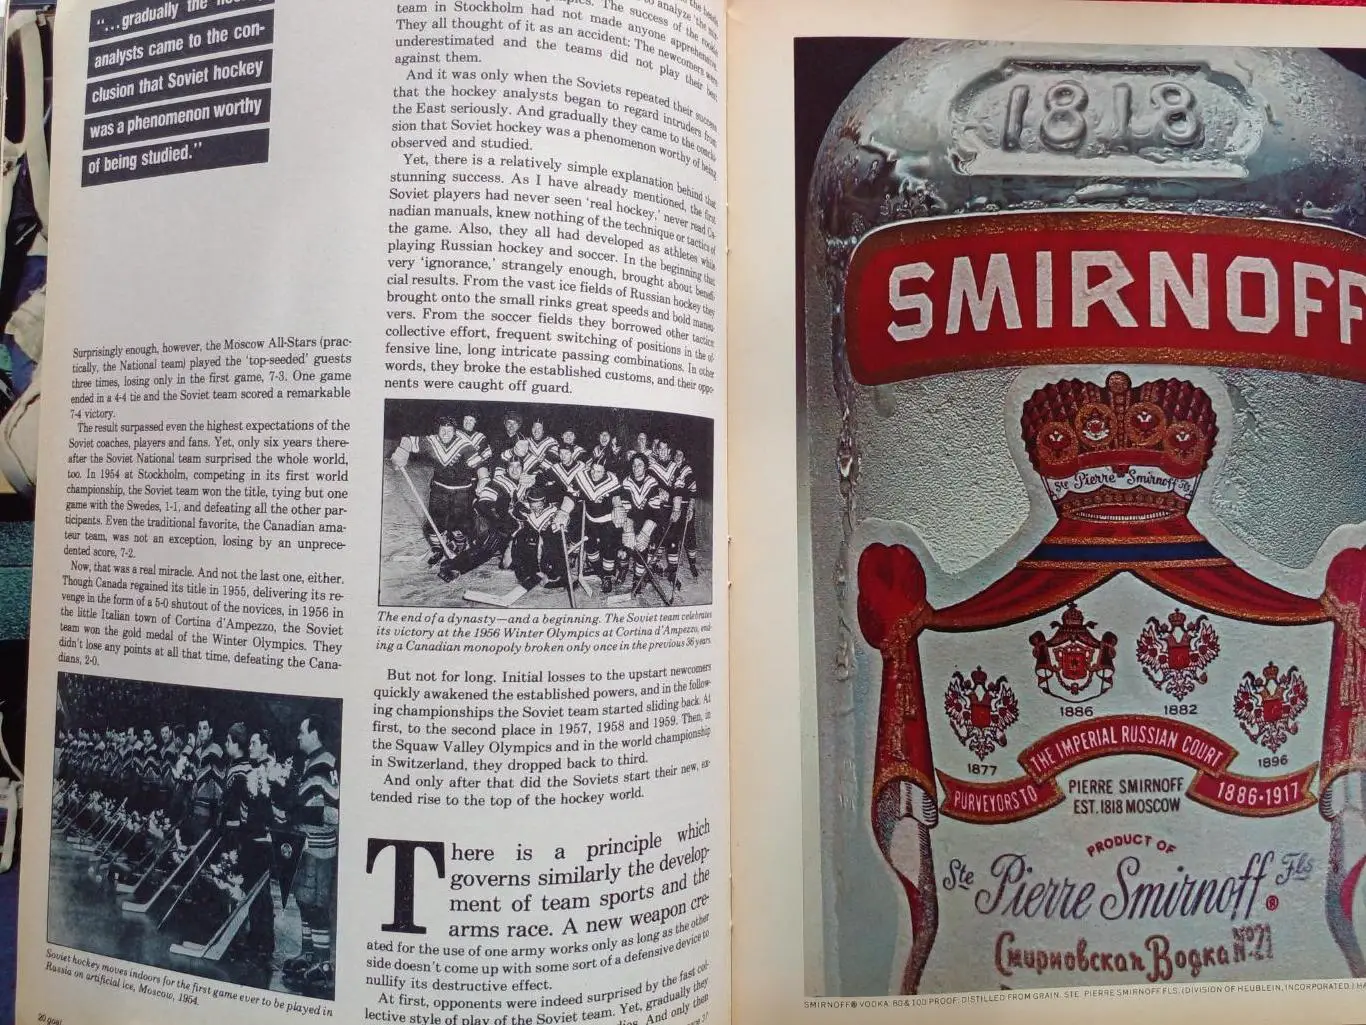 "...gradually the
analysts came to the con-
clusion that Soviet hockey
was a phenomenon worthy
of being studied."
Surprisingly enough, however, the Moscow All-Stars (prac-
tically, the National team) played the 'top-seeded' guests
three times, losing only in the first game, 7-3. One game
ended in a 4-4 tie and the Soviet team scored a remarkable
7-4 victory.
The result surpassed even the highest expectations of the
Soviet coaches, players and fans. Yet, only six years there-
after the Soviet National team surprised the whole world,
too. In 1954 at Stockholm, competing in its first world
championship, the Soviet team won the title, tying but one
game with the Swedes, 1-1, and defeating all the other par-
ticipants. Even the traditional favorite, the Canadian ama-
teur team, was not an exception, losing by an unprece-
dented score, 7-2.
Now, that was a real miracle. And not the last one, either.
Though Canada regained its title in 1955, delivering its re-
venge in the form of a 5-0 shutout of the novices, in 1956 in
the little Italian town of Cortina d'Ampezzo, the Soviet
team won the gold medal of the Winter Olympics. They
didn't lose any points at all that time, defeating the Cana-
dians, 2-0.
Soviet hockey moves indoors for the first game ever to be played in
Russia on artificial ice, Moscow, 1954.
20 goal
team in Stockholm had not made anyone apprehensive.
They all thought of it as an accident: The newcomers were
underestimated and the teams did not play their best
against them.
And it was only when the Soviets repeated their success
that the hockey analysts began to regard intruders from
the East seriously. And gradually they came to the conclu-
sion that Soviet hockey was a phenomenon worthy of being
observed and studied.
Yet, there is a relatively simple explanation behind that
stunning success. As I have already mentioned, the first
Soviet players had never seen 'real hockey,' never read Ca-
nadian manuals, knew nothing of the technique or tactics of
the game. Also, they all had developed as athletes while
playing Russian hockey and soccer. In the beginning that
very 'ignorance,' strangely enough, brought about benefi-
cial results. From the vast ice fields of Russian hockey they
brought onto the small rinks great speeds and bold maneu-
vers. From the soccer fields they borrowed other tactics:
collective effort, frequent switching of positions in the of-
fensive line, long intricate passing combinations. In other
words, they broke the established customs, and their oppo-
nents were caught off guard.
The end of a dynasty—and a beginning. The Soviet team celebrates
its victory at the 1956 Winter Olympics at Cortina d'Ampezzo, end-
ing a Canadian monopoly broken only once in the previous 36 years.
But not for long. Initial losses to the upstart newcomers
quickly awakened the established powers, and in the follow-
ing championships the Soviet team started sliding back. At
first, to the second place in 1957, 1958 and 1959. Then, in
the Squaw Valley Olympics and in the world championship
in Switzerland, they dropped back to third.
And only after that did the Soviets start their new, ex-
tended rise to the top of the hockey world.
There is a principle which
governs similarly the develop-
ment of team sports and the
arms race. A new weapon cre-
ated for the use of one army works only as long as the other
side doesn't come up with some sort of a defensive device to
nullify its destructive effect.
At first, opponents were indeed surprised by the fast col-
lective style of play of the Soviet team. Yet, gradually they
And only then
1818
SMIRNOFF
Ste Pierre Smirnoff Fls
1886
1882
1877
1896
THE IMPERIAL RUSSIAN COURT
PURVEYORS TO
1886-1917
PIERRE SMIRNOFF
EST. 1818 MOSCOW
PRODUCT OF
Ste Pierre Smirnoff Fls ®
Смирновская Водка №21
SMIRNOFF® VODKA. 80 & 100 PROOF. DISTILLED FROM GRAIN. STE. PIERRE SMIRNOFF FLS. (DIVISION OF HEUBLEIN, INCORPORATED.) HA